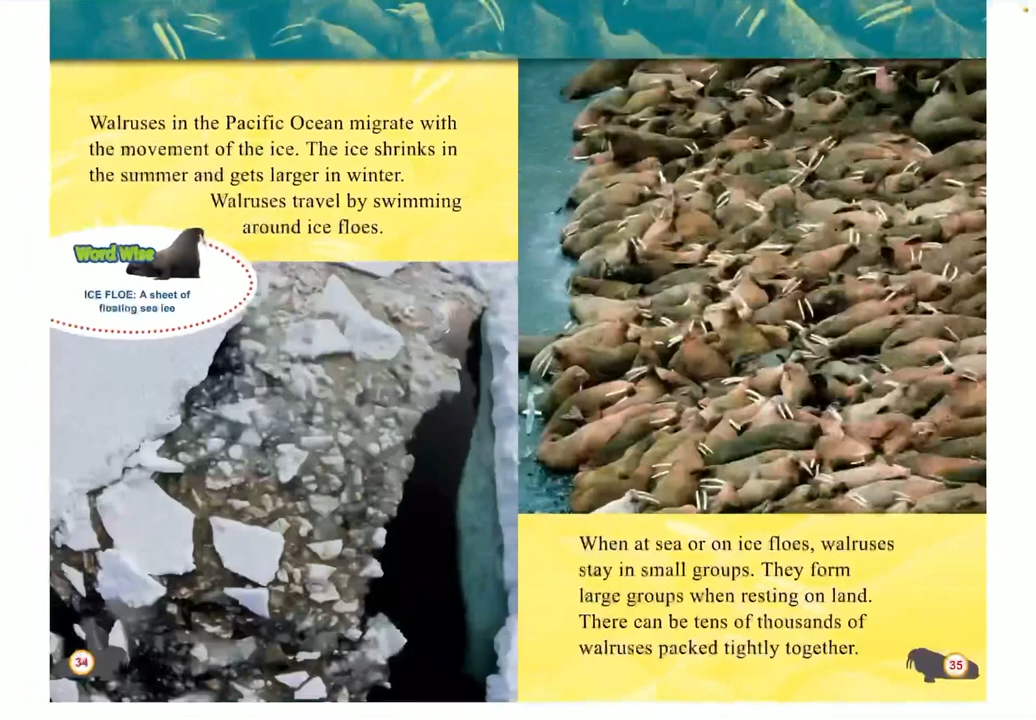 Walruses in the Pacific Ocean migrate with
the movement of the ice. The ice shrinks in
the summer and gets larger in winter.
Walruses travel by swimming
around ice floes.
Word Wise
ICE FLOE: A sheet of
floating sea ice
34
When at sea or on ice floes, walruses
stay in small groups. They form
large groups when resting on land.
There can be tens of thousands of
walruses packed tightly together.
35